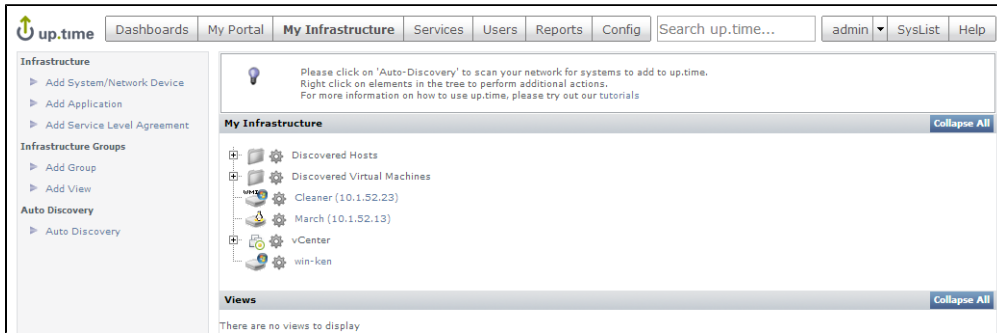 up.time
Dashboards My Portal My Infrastructure Services Users Reports Config Search up.time... admin SysList Help
Infrastructure
Add System/Network Device
Add Application
Add Service Level Agreement
Infrastructure Groups
Add Group
Add View
Auto Discovery
Auto Discovery
Please click on 'Auto-Discovery' to scan your network for systems to add to up.time.
Right click on elements in the tree to perform additional actions.
For more information on how to use up.time, please try out our tutorials
My Infrastructure Collapse All
Discovered Hosts
Discovered Virtual Machines
WMI Cleaner (10.1.52.23)
March (10.1.52.13)
vCenter
win-ken
Views Collapse All
There are no views to display